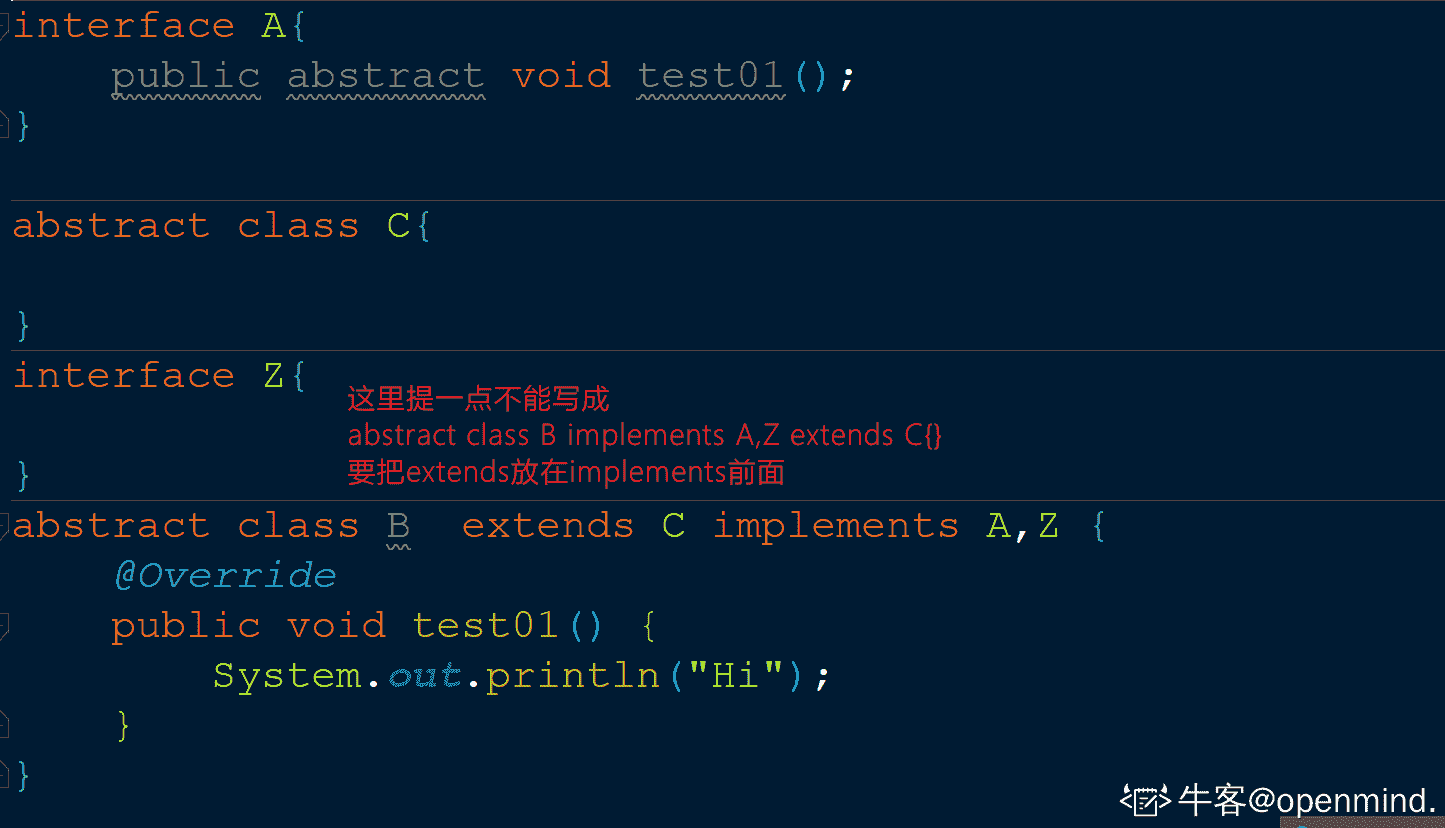 interface A{
public abstract void test01();
}
abstract class C{
}
interface Z{
这里提一点不能写成
abstract class B implements A,Z extends C{}
要把extends放在implements前面
}
abstract class B  extends C implements A,Z {
@Override
public void test01() {
System.out.println("Hi");
}
}
牛客@openmind.